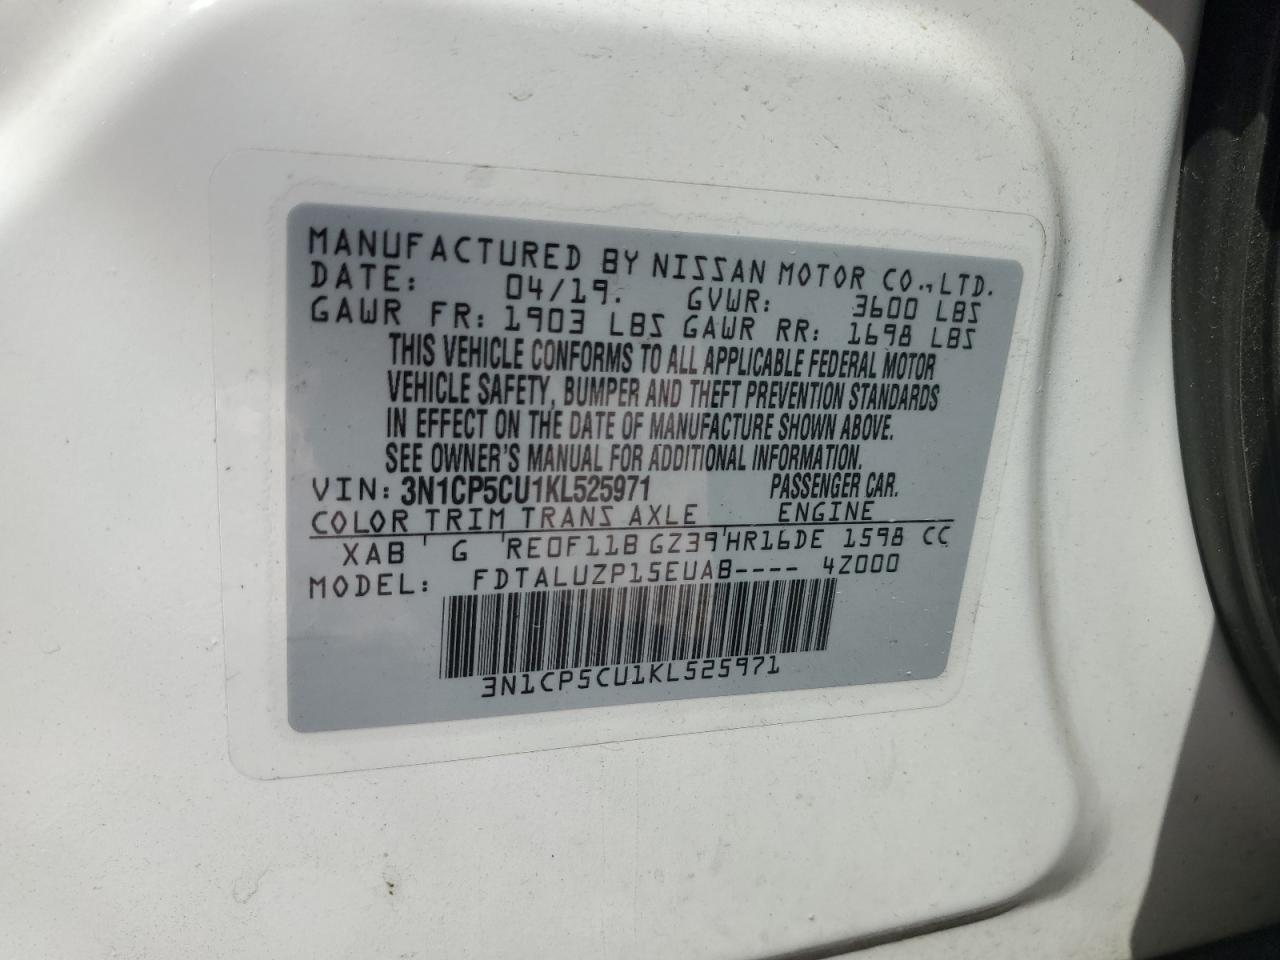 MANUFACTURED BY NISSAN MOTOR CO.,LTD.
DATE: 04/19. GVWR: 3600 LBS
GAWR FR: 1903 LBS GAWR RR: 1698 LBS
THIS VEHICLE CONFORMS TO ALL APPLICABLE FEDERAL MOTOR
VEHICLE SAFETY, BUMPER AND THEFT PREVENTION STANDARDS
IN EFFECT ON THE DATE OF MANUFACTURE SHOWN ABOVE.
SEE OWNER'S MANUAL FOR ADDITIONAL INFORMATION.
VIN: 3N1CP5CU1KL525971 PASSENGER CAR.
COLOR TRIM TRANS AXLE ENGINE
XAB G RE0F11B GZ39 HR16DE 1598 CC
MODEL: FDTALUZP15EUAB---- 4Z000
3N1CP5CU1KL525971